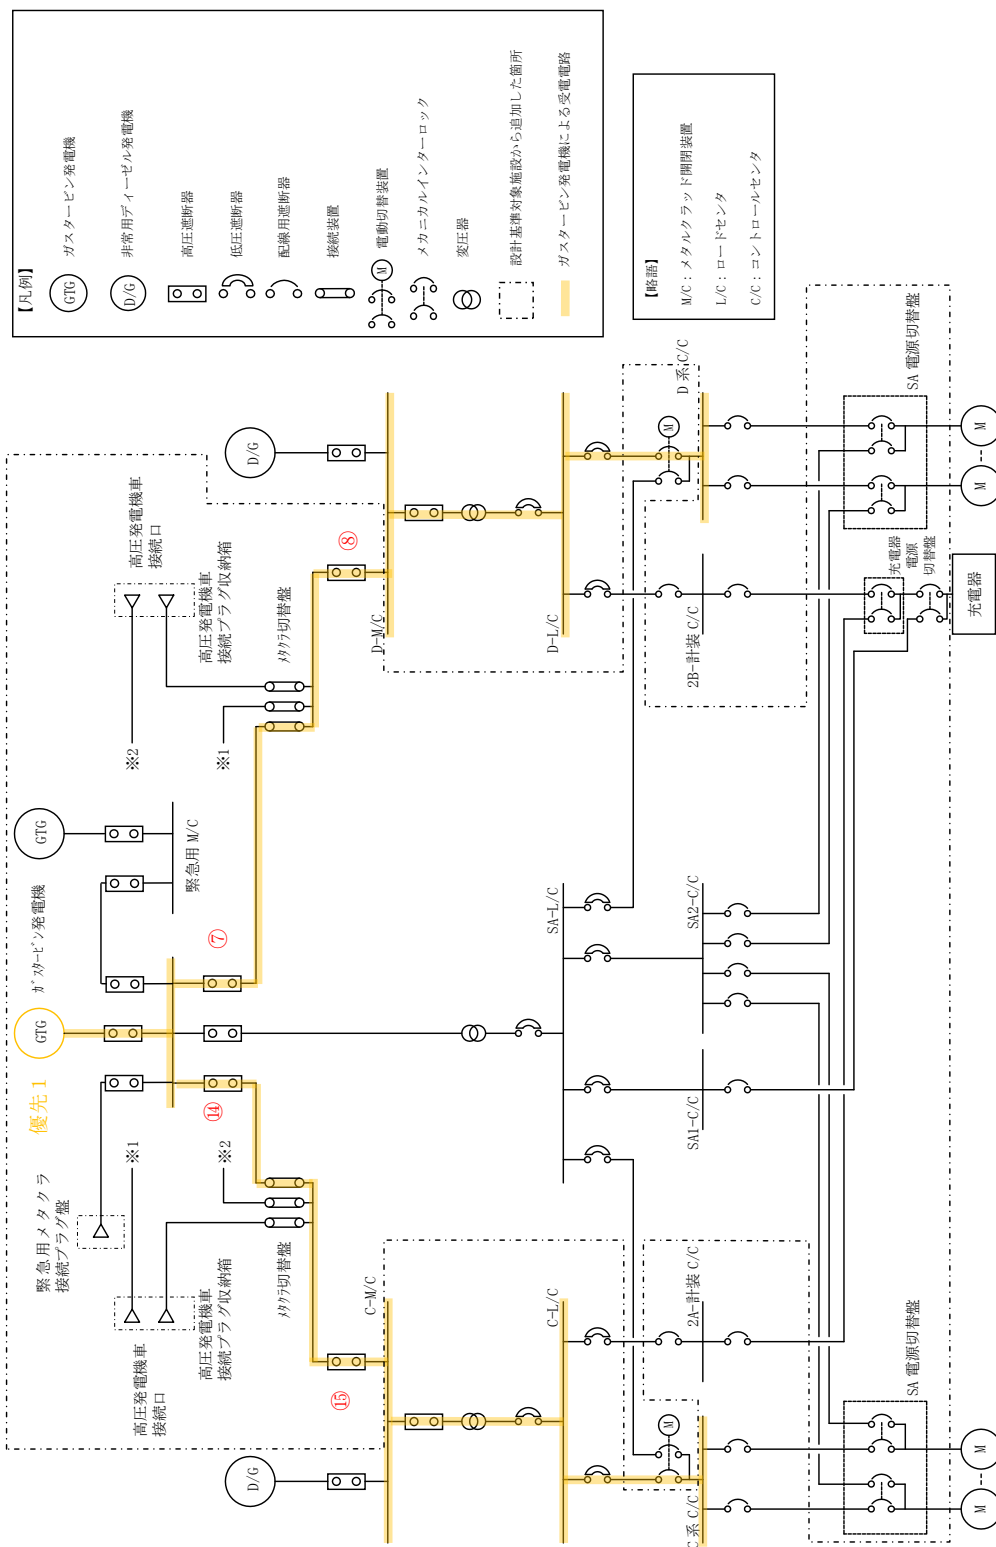 【凡例】
GTG
ガスタービン発電機
D/G
非常用ディーゼル発電機
高圧遮断器
低圧遮断器
配線用遮断器
接続装置
M
電動切替装置
メカニカルインターロック
変圧器
設計基準対象施設から追加した箇所
ガスタービン発電機による受電電路
【略語】
M/C：メタルクラッド開閉装置
L/C：ロードセンタ
C/C：コントロールセンタ
優先1
GTG
ガスタービン発電機
GTG
緊急用 M/C
緊急用メタクラ
接続プラグ盤
※1
高圧発電機車
接続口
高圧発電機車
接続プラグ収納箱
※2
メタクラ切替盤
⑭
⑮
⑦
⑧
※2
高圧発電機車
接続口
※1
高圧発電機車
接続プラグ収納箱
メタクラ切替盤
D/G
D/G
C-M/C
D-M/C
C-L/C
SA-L/C
D-L/C
M
M
C 系 C/C
2A-計装 C/C
SA1-C/C
SA2-C/C
2B-計装 C/C
D 系 C/C
SA 電源切替盤
充電器
電源
切替盤
SA 電源切替盤
M
M
充電器
M
M